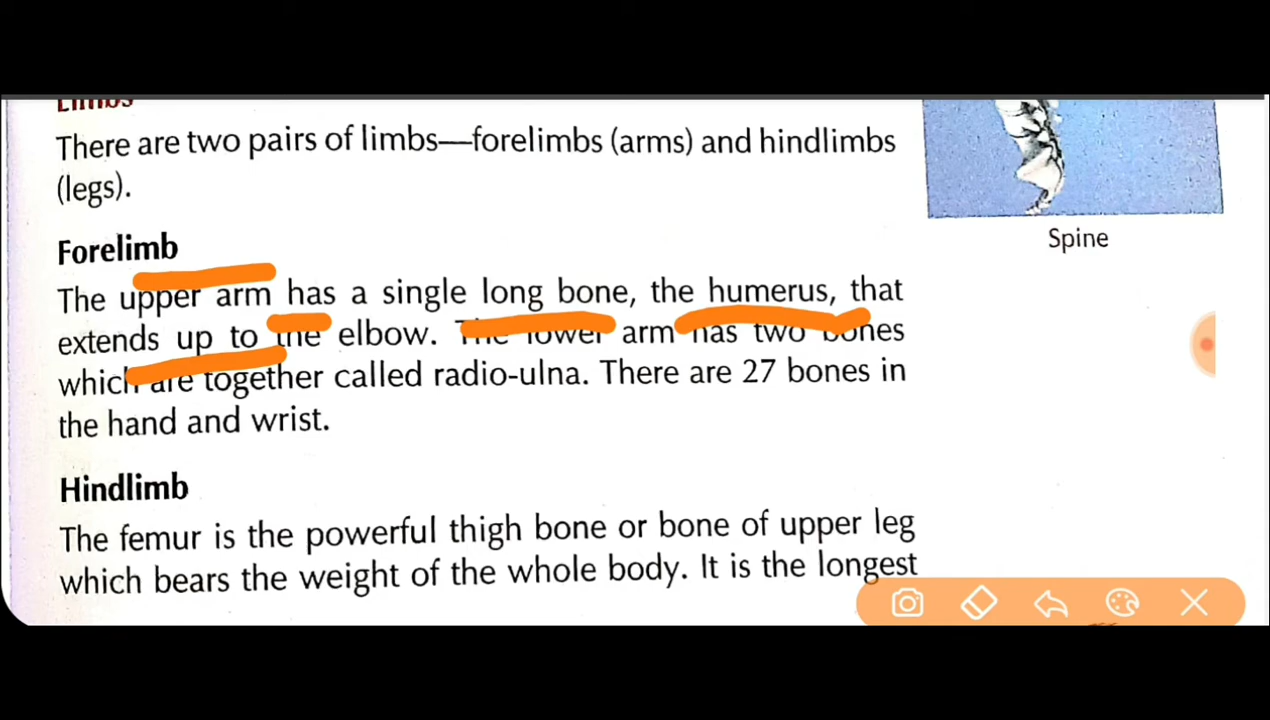 Limbs
There are two pairs of limbs—forelimbs (arms) and hindlimbs
(legs).
Spine
Forelimb
The upper arm has a single long bone, the humerus, that
extends up to the elbow. The lower arm has two bones
which are together called radio-ulna. There are 27 bones in
the hand and wrist.
Hindlimb
The femur is the powerful thigh bone or bone of upper leg
which bears the weight of the whole body. It is the longest